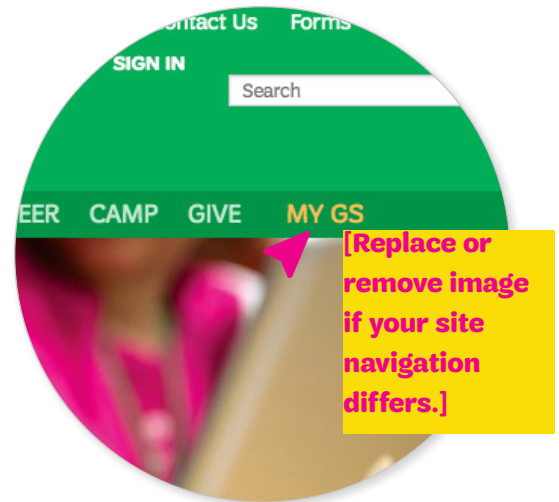 Contact Us Forms
SIGN IN
Search
EER CAMP GIVE MY GS
[Replace or
remove image
if your site
navigation
differs.]